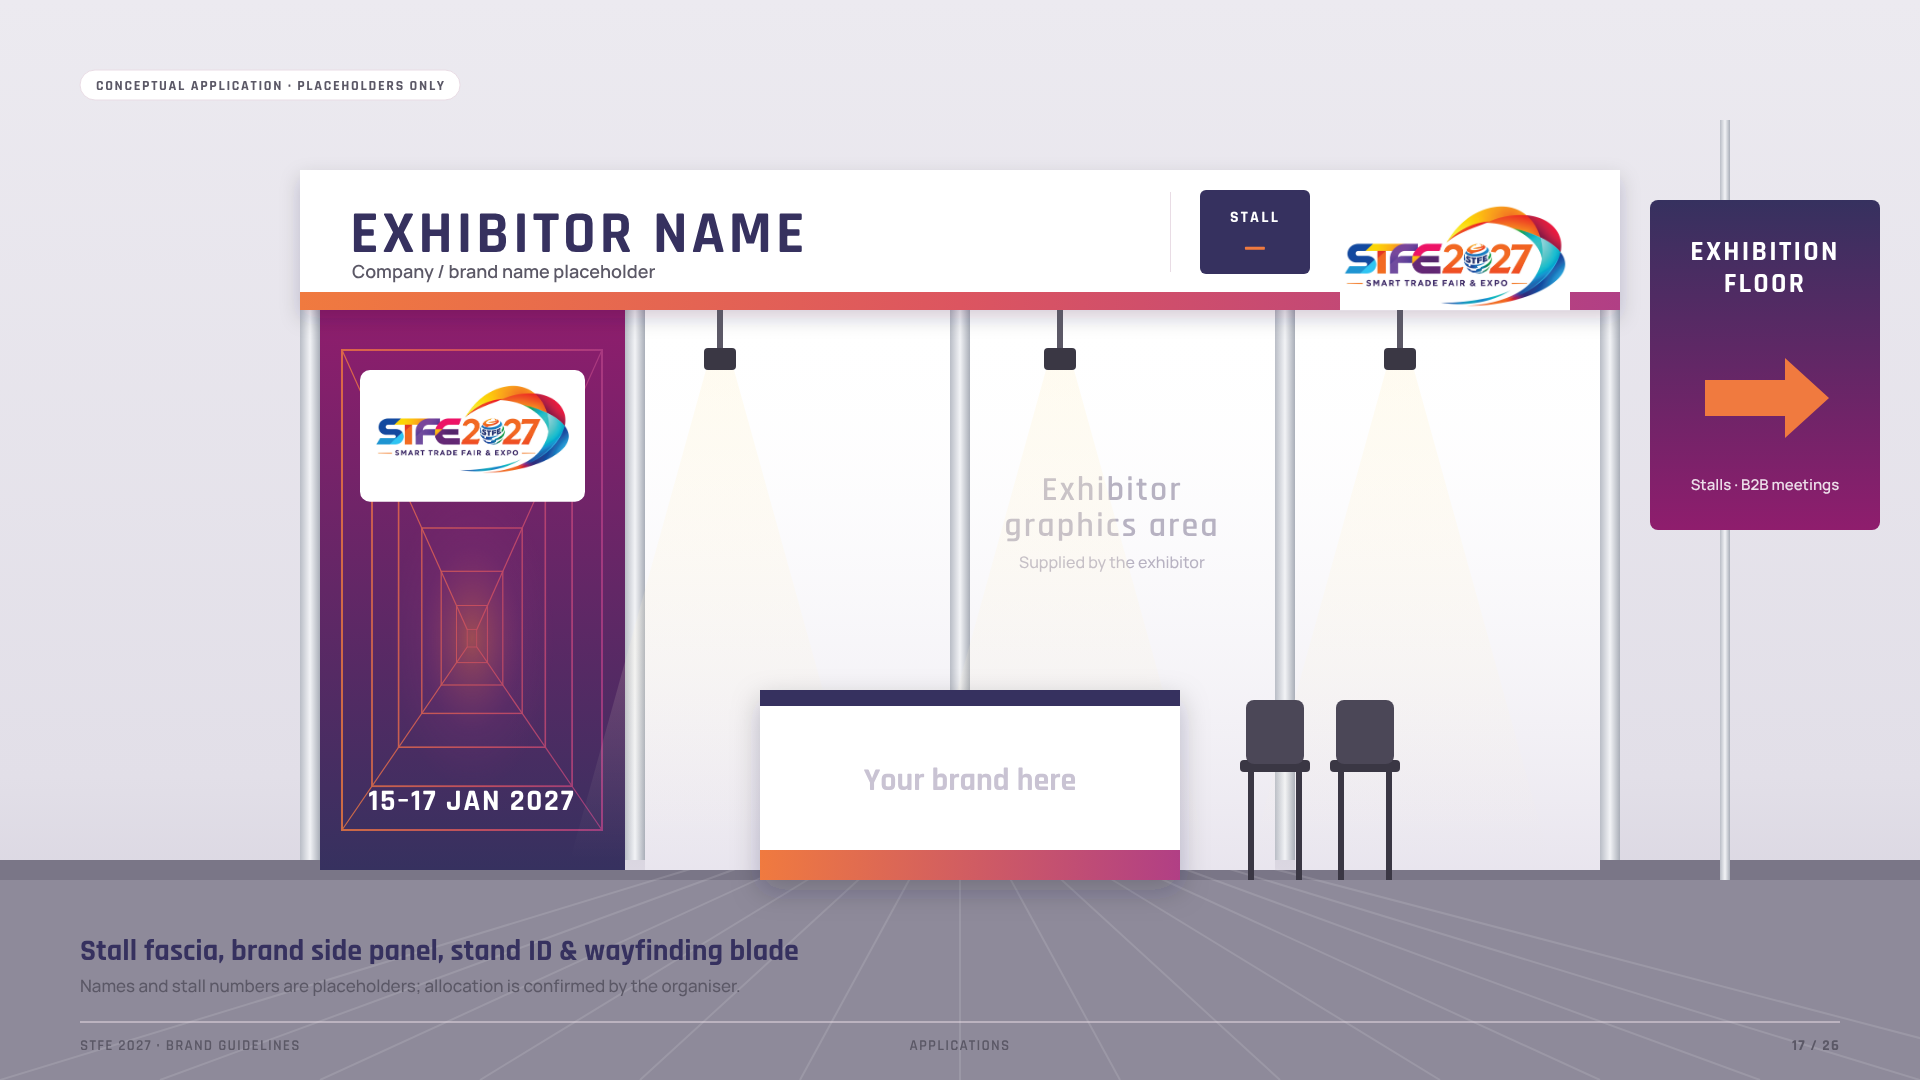 CONCEPTUAL APPLICATION · PLACEHOLDERS ONLY
EXHIBITOR NAME
Company / brand name placeholder
STALL
–
STFE2027
STFE
SMART TRADE FAIR & EXPO
EXHIBITION
FLOOR
Stalls · B2B meetings
STFE2027
STFE
SMART TRADE FAIR & EXPO
15–17 JAN 2027
Exhibitor
graphics area
Supplied by the exhibitor
Your brand here
Stall fascia, brand side panel, stand ID & wayfinding blade
Names and stall numbers are placeholders; allocation is confirmed by the organiser.
STFE 2027 · BRAND GUIDELINES
APPLICATIONS
17 / 26